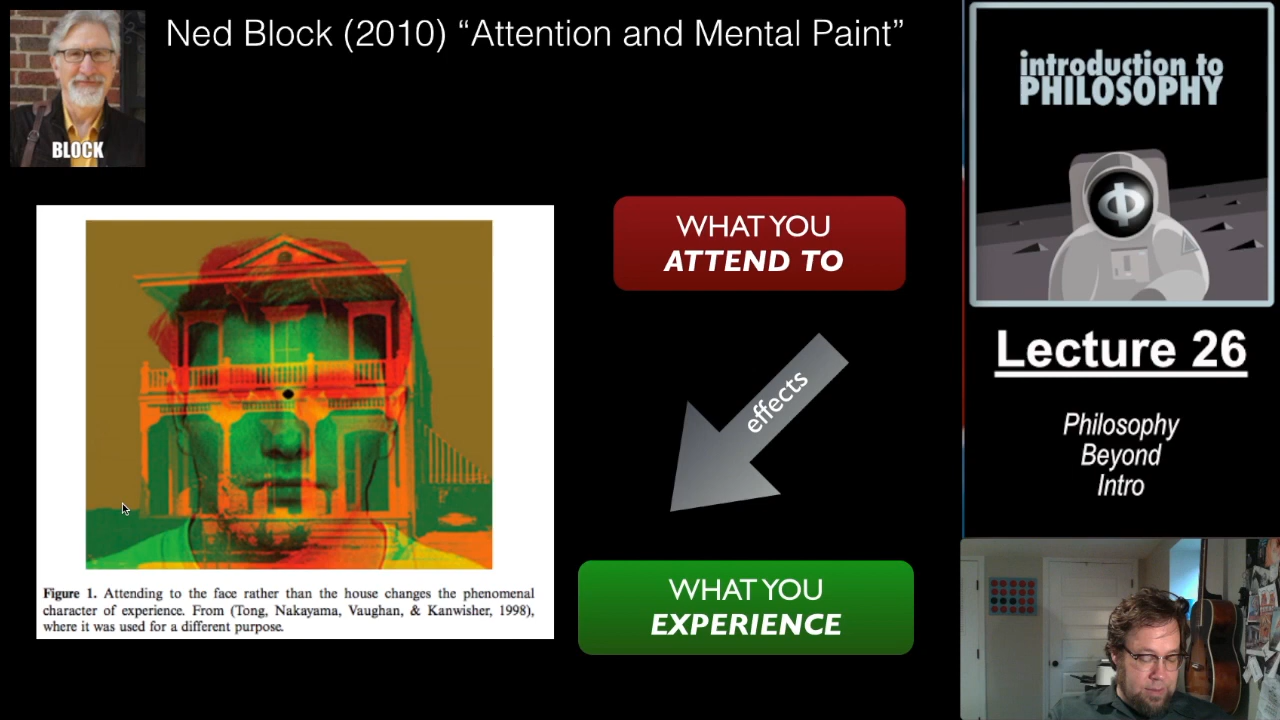 Ned Block (2010) “Attention and Mental Paint”
BLOCK
WHAT YOU
ATTEND TO
effects
WHAT YOU
EXPERIENCE
Figure 1. Attending to the face rather than the house changes the phenomenal
character of experience. From (Tong, Nakayama, Vaughan, & Kanwisher, 1998),
where it was used for a different purpose.
introduction to
PHILOSOPHY
Φ
Lecture 26
Philosophy
Beyond
Intro